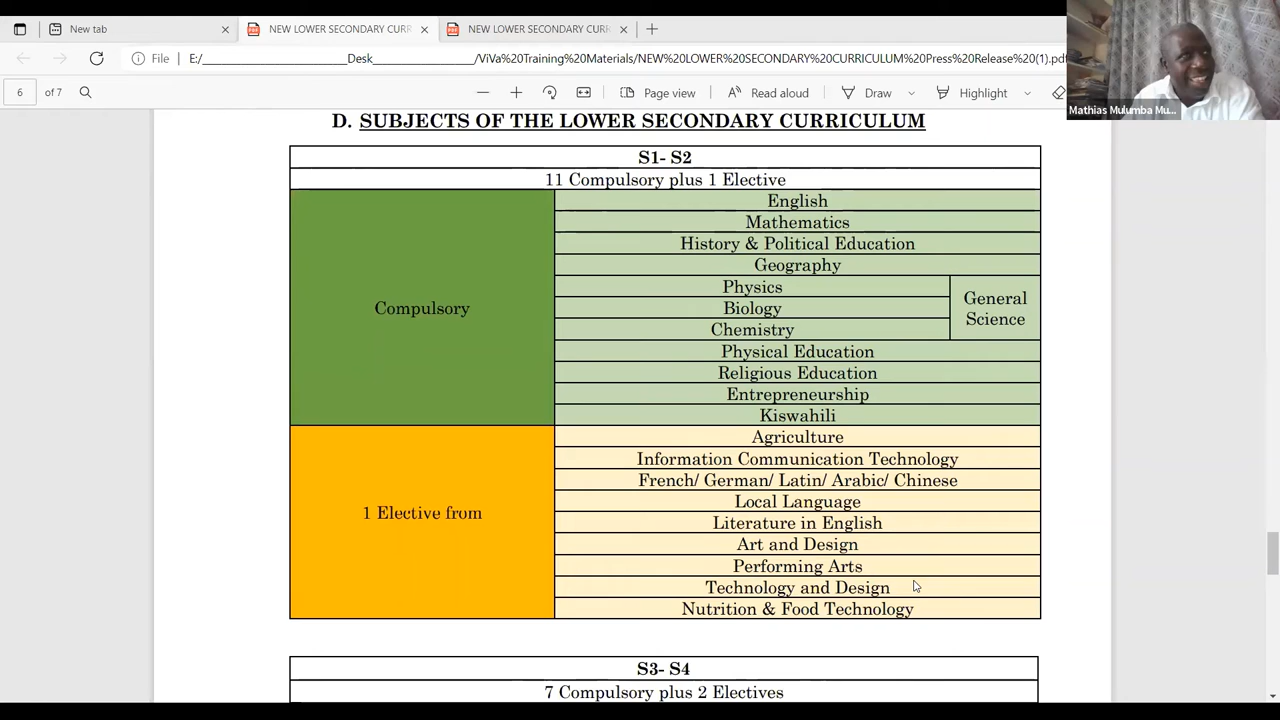 New tab
NEW LOWER SECONDARY CURR
NEW LOWER SECONDARY CURRI
File
E:/____________________Desk____________________/ViVa%20Training%20Materials/NEW%20LOWER%20SECONDARY%20CURRICULUM%20Press%20Release%20(1).pdf
6 of 7
Page view
Read aloud
Draw
Highlight
Mathias Mulumba Mu...
D. SUBJECTS OF THE LOWER SECONDARY CURRICULUM
S1- S2
11 Compulsory plus 1 Elective
Compulsory
English
Mathematics
History & Political Education
Geography
Physics
Biology
Chemistry
General
Science
Physical Education
Religious Education
Entrepreneurship
Kiswahili
1 Elective from
Agriculture
Information Communication Technology
French/ German/ Latin/ Arabic/ Chinese
Local Language
Literature in English
Art and Design
Performing Arts
Technology and Design
Nutrition & Food Technology
S3- S4
7 Compulsory plus 2 Electives